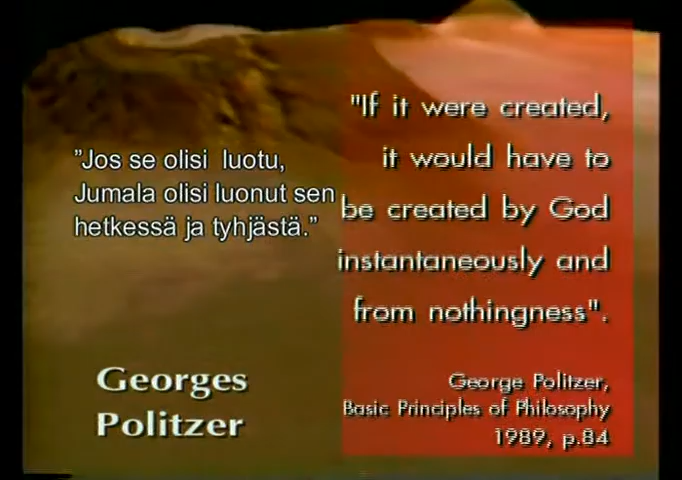 "If it were created,
it would have to
be created by God
instantaneously and
from nothingness".
”Jos se olisi luotu,
Jumala olisi luonut sen
hetkessä ja tyhjästä.”
Georges
Politzer
George Politzer,
Basic Principles of Philosophy
1989, p.84